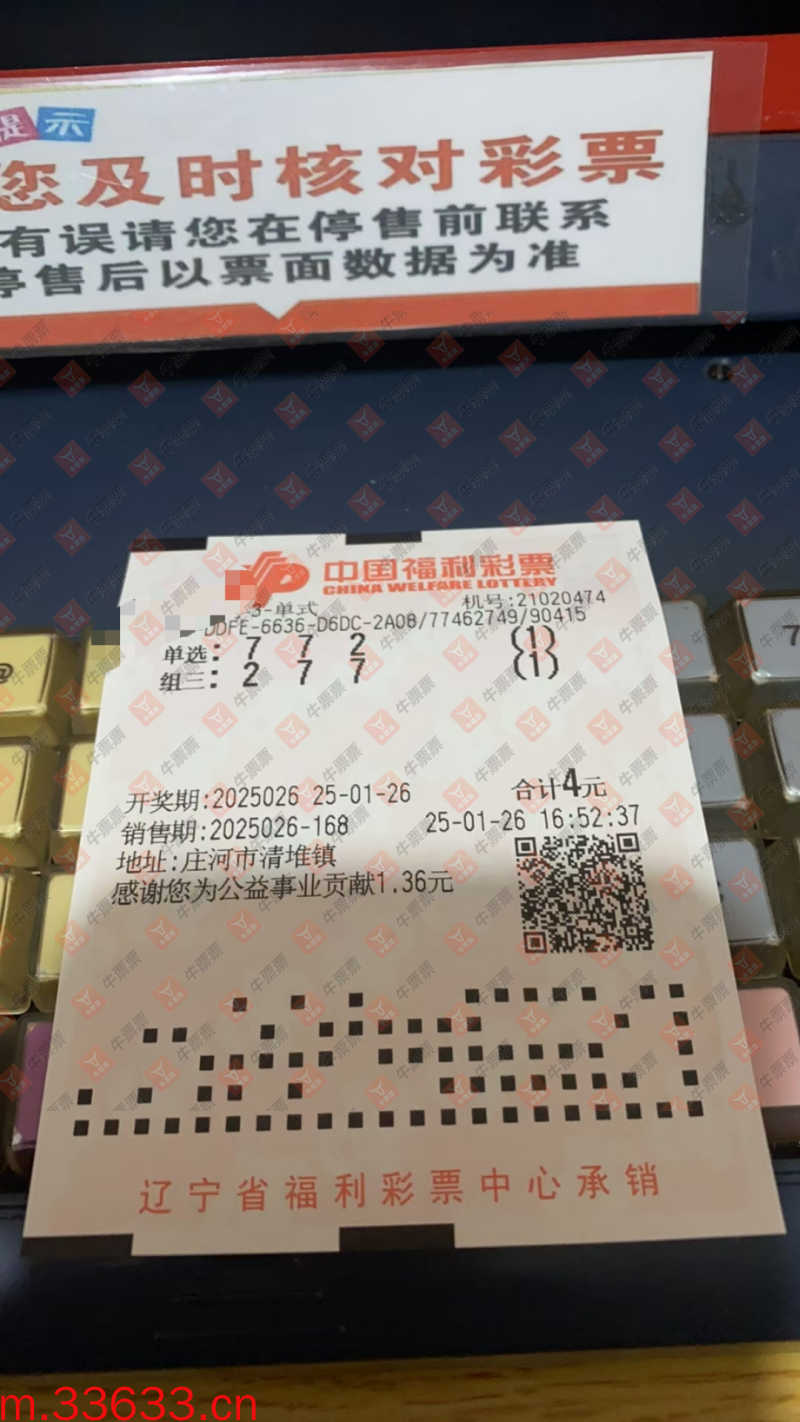 提示
您及时核对彩票
有误请您在停售前联系
停售后以票面数据为准
中国福利彩票
CHINA WELFARE LOTTERY
3-单式 机号:21020474
DDFE-6636-D6DC-2A08/77462749/90415
单选: 7 7 2 (1)
组三: 2 7 7 (1)
开奖期:2025026 25-01-26 合计4元
销售期:2025026-168 25-01-26 16:52:37
地址:庄河市清堆镇
感谢您为公益事业贡献1.36元
辽宁省福利彩票中心承销
牛票票
@
7
m.33633.cn